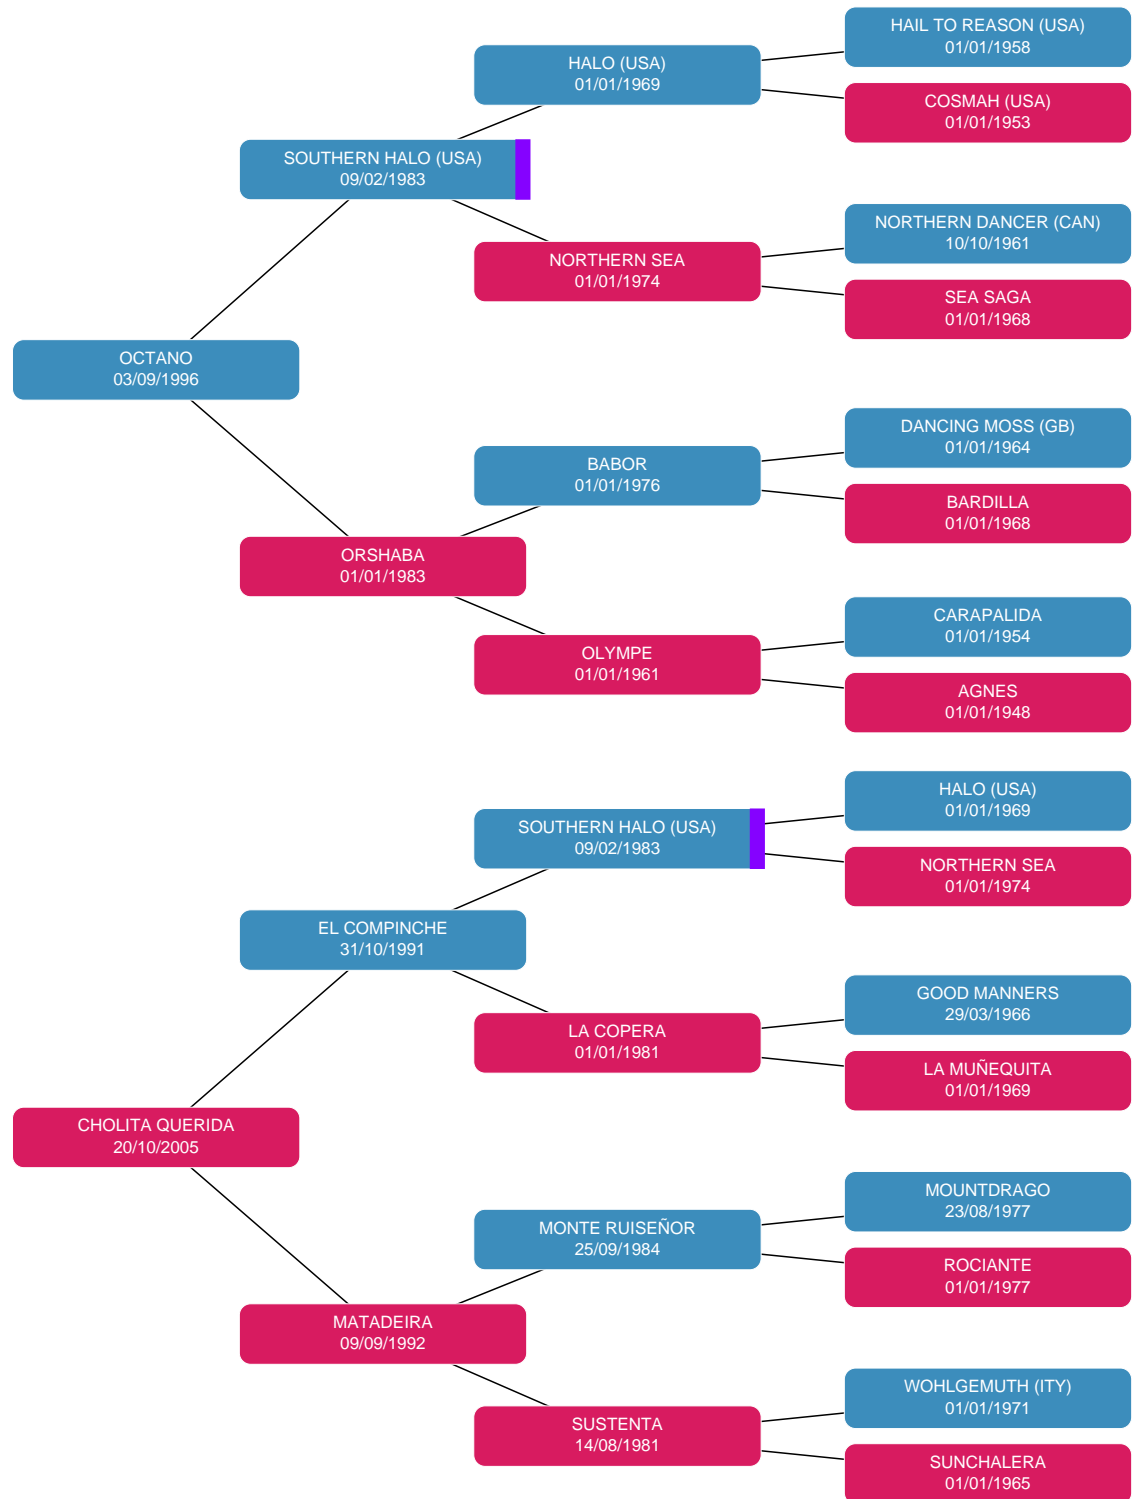 HAIL TO REASON (USA)
01/01/1958
HALO (USA)
01/01/1969
COSMAH (USA)
01/01/1953
SOUTHERN HALO (USA)
09/02/1983
NORTHERN DANCER (CAN)
10/10/1961
NORTHERN SEA
01/01/1974
SEA SAGA
01/01/1968
OCTANO
03/09/1996
DANCING MOSS (GB)
01/01/1964
BABOR
01/01/1976
BARDILLA
01/01/1968
ORSHABA
01/01/1983
CARAPALIDA
01/01/1954
OLYMPE
01/01/1961
AGNES
01/01/1948
HALO (USA)
01/01/1969
SOUTHERN HALO (USA)
09/02/1983
NORTHERN SEA
01/01/1974
EL COMPINCHE
31/10/1991
GOOD MANNERS
29/03/1966
LA COPERA
01/01/1981
LA MUÑEQUITA
01/01/1969
CHOLITA QUERIDA
20/10/2005
MOUNTDRAGO
23/08/1977
MONTE RUISEÑOR
25/09/1984
ROCIANTE
01/01/1977
MATADEIRA
09/09/1992
WOHLGEMUTH (ITY)
01/01/1971
SUSTENTA
14/08/1981
SUNCHALERA
01/01/1965